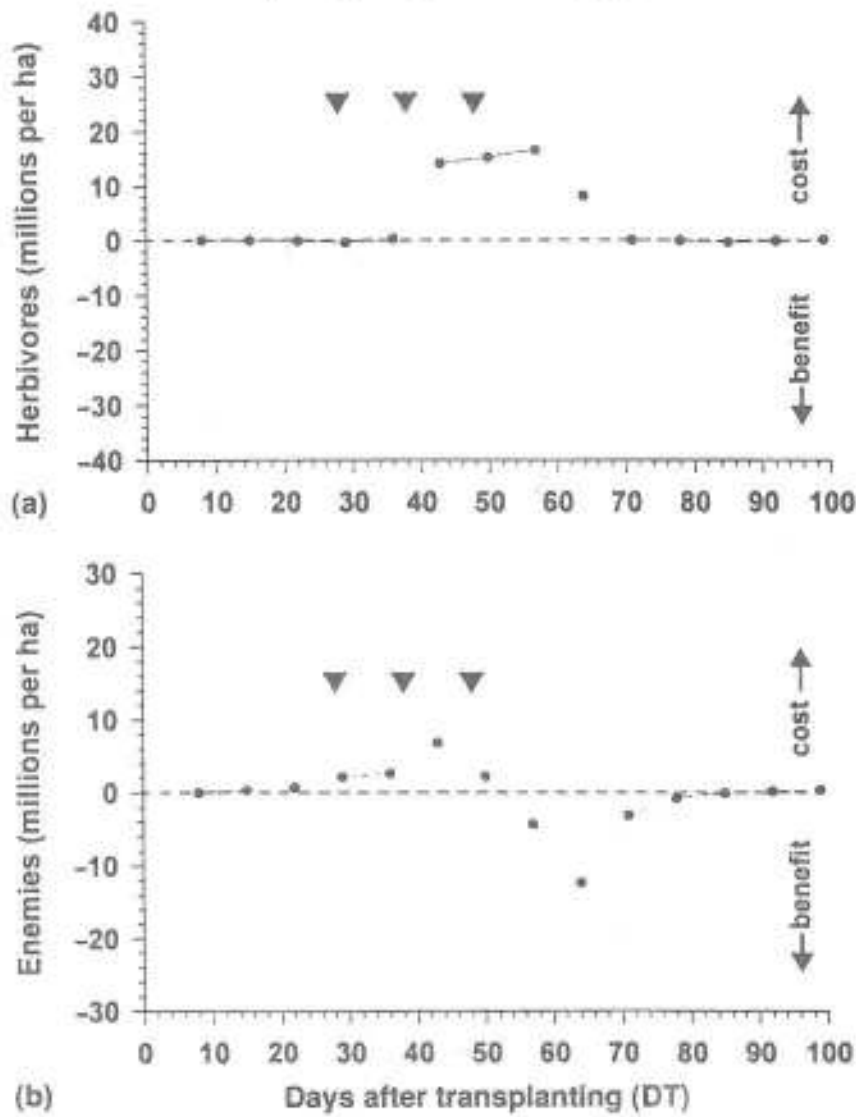 40
30
20
10
0
-10
-20
-30
-40
Herbivores (millions per ha)
cost
benefit
0 10 20 30 40 50 60 70 80 90 100
(a)
30
20
10
0
-10
-20
-30
Enemies (millions per ha)
cost
benefit
0 10 20 30 40 50 60 70 80 90 100
(b) Days after transplanting (DT)